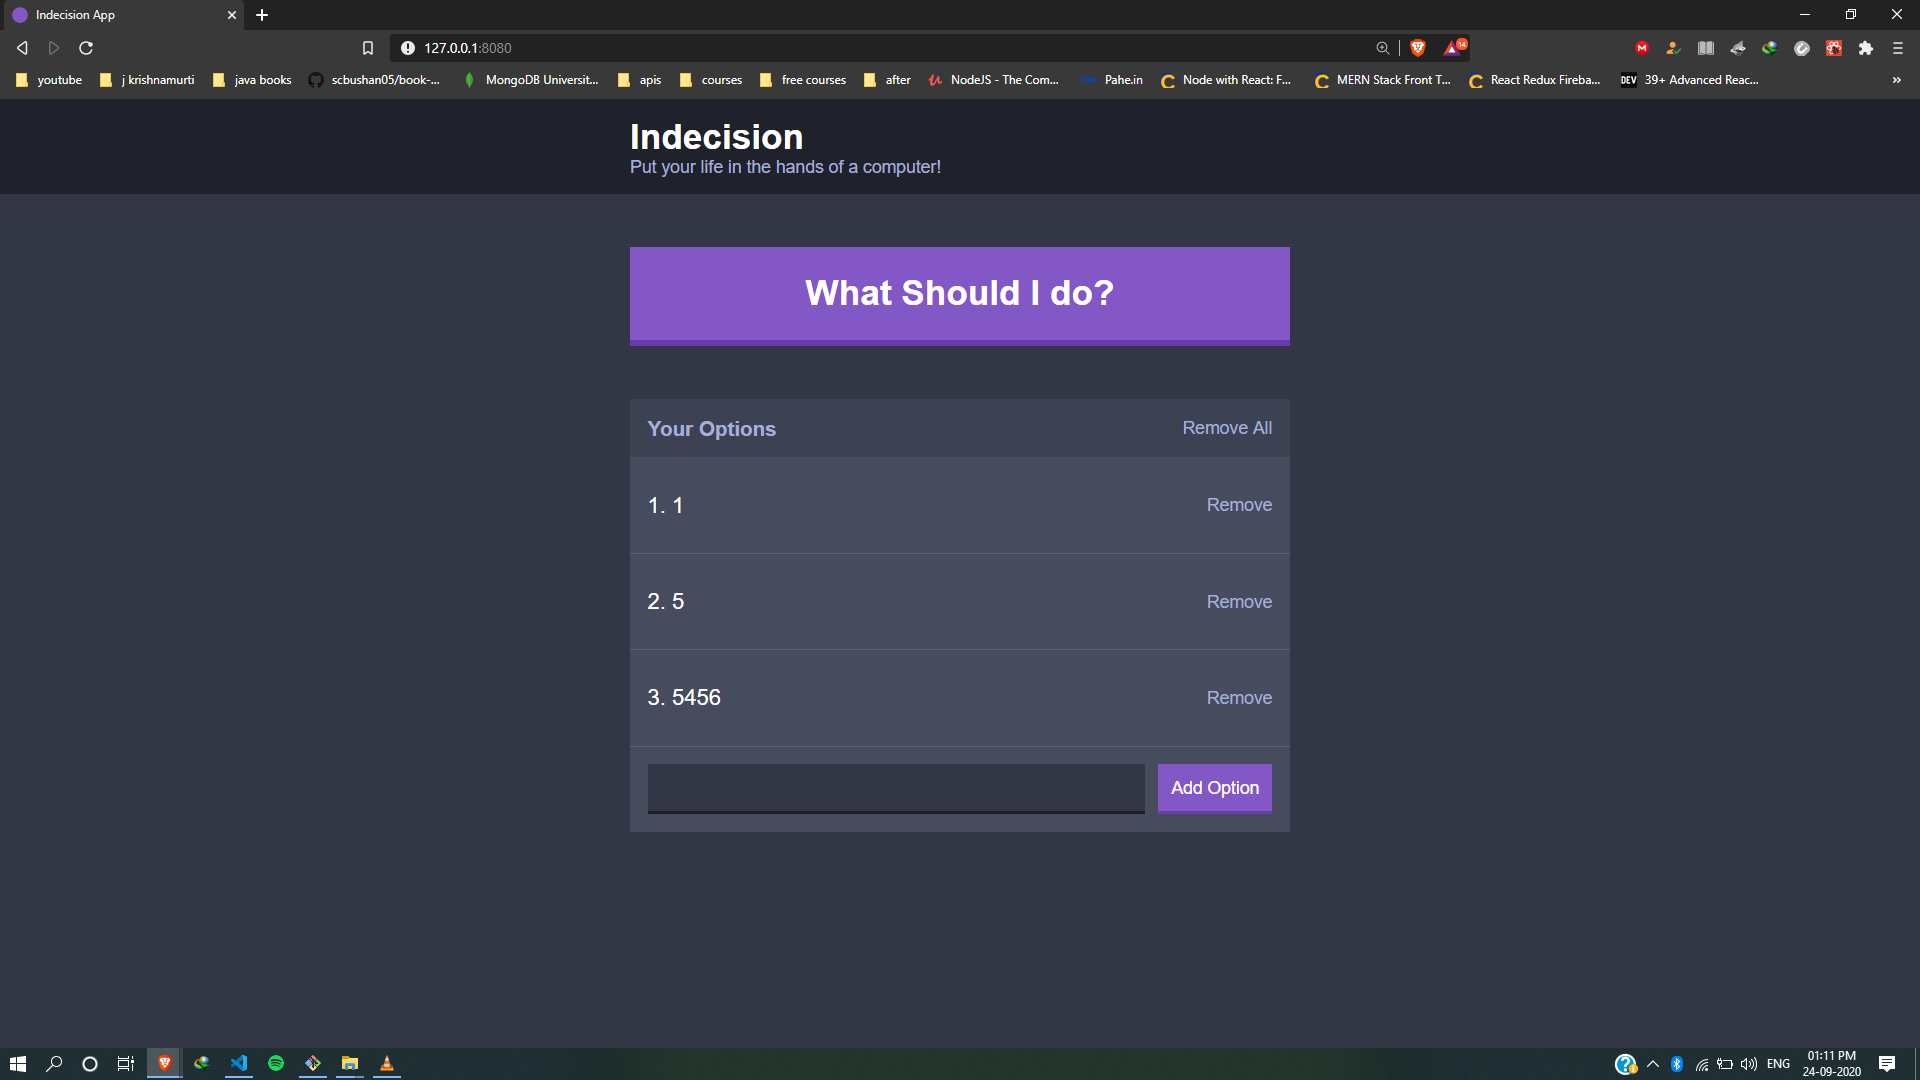 Indecision App
127.0.0.1:8080
14
youtube
j krishnamurti
java books
scbushan05/book-...
MongoDB Universit...
apis
courses
free courses
after
NodeJS - The Com...
Pahe.in
Node with React: F...
MERN Stack Front T...
React Redux Fireba...
DEV
39+ Advanced Reac...
»
Indecision
Put your life in the hands of a computer!
What Should I do?
Your Options
Remove All
1. 1
Remove
2. 5
Remove
3. 5456
Remove
Add Option
ENG
01:11 PM
24-09-2020